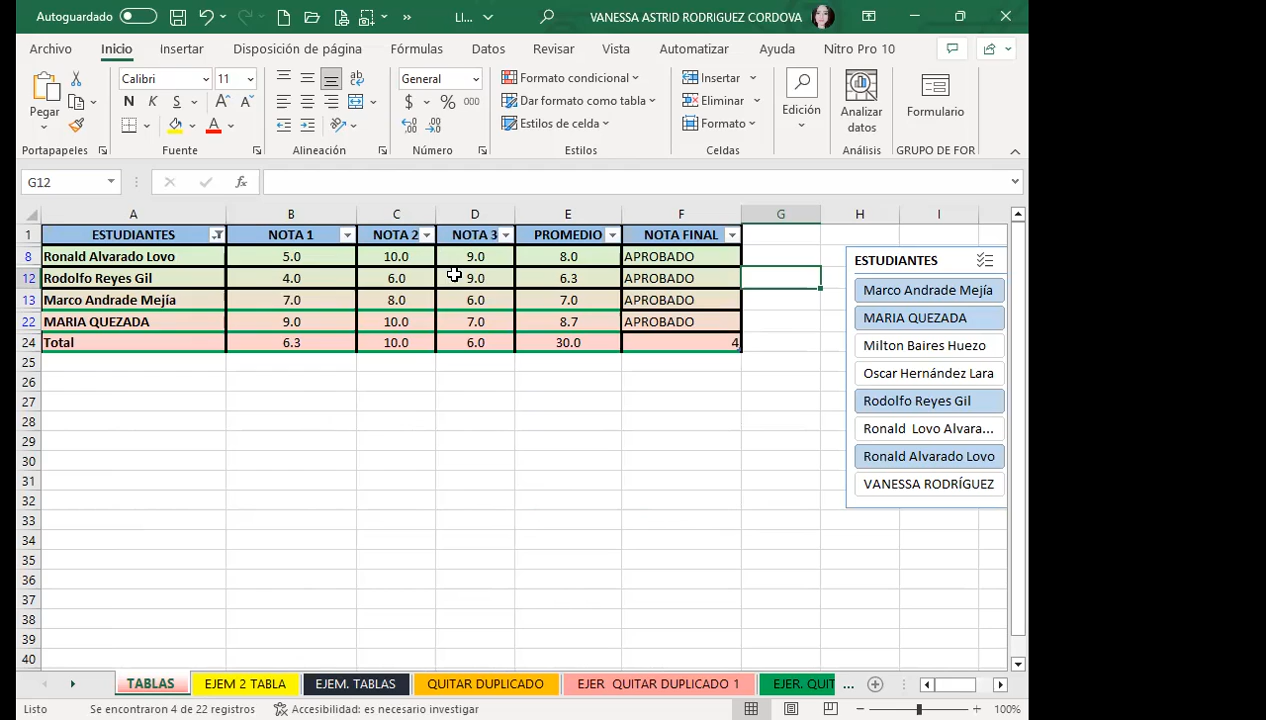 Autoguardado LI... VANESSA ASTRID RODRIGUEZ CORDOVA
Archivo Inicio Insertar Disposición de página Fórmulas Datos Revisar Vista Automatizar Ayuda Nitro Pro 10
Pegar
Calibri 11
N K S
General
$ % 000
Formato condicional
Dar formato como tabla
Estilos de celda
Insertar
Eliminar
Formato
Edición
Analizar datos
Formulario
Portapapeles Fuente Alineación Número Estilos Celdas Análisis GRUPO DE FOR
G12 fx
A B C D E F G H I
1 ESTUDIANTES NOTA 1 NOTA 2 NOTA 3 PROMEDIO NOTA FINAL
8 Ronald Alvarado Lovo 5.0 10.0 9.0 8.0 APROBADO
12 Rodolfo Reyes Gil 4.0 6.0 9.0 6.3 APROBADO
13 Marco Andrade Mejía 7.0 8.0 6.0 7.0 APROBADO
22 MARIA QUEZADA 9.0 10.0 7.0 8.7 APROBADO
24 Total 6.3 10.0 6.0 30.0 4
25
26
27
28
29
30
31
32
33
34
35
36
37
38
39
40
ESTUDIANTES
Marco Andrade Mejía
MARIA QUEZADA
Milton Baires Huezo
Oscar Hernández Lara
Rodolfo Reyes Gil
Ronald Lovo Alvara...
Ronald Alvarado Lovo
VANESSA RODRÍGUEZ
TABLAS EJEM 2 TABLA EJEM. TABLAS QUITAR DUPLICADO EJER QUITAR DUPLICADO 1 EJER. QUIT ...
Listo Se encontraron 4 de 22 registros Accesibilidad: es necesario investigar 100%